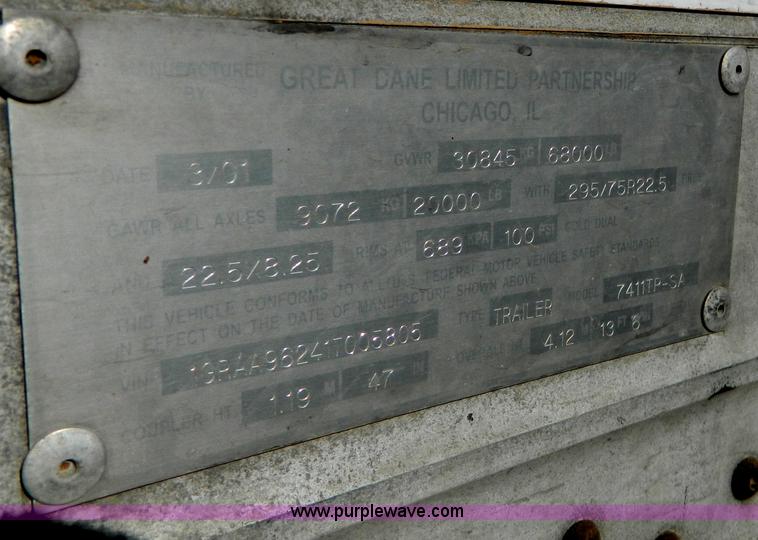 MANUFACTURED BY GREAT DANE LIMITED PARTNERSHIP
CHICAGO, IL
DATE 3/01 GVWR 30845 KG 68000 LB
GAWR ALL AXLES 9072 KG 20000 LB WITH 295/75R22.5
AND 22.5/8.25 RIMS AT 689 KPA 100 PSI COLD DUAL
THIS VEHICLE CONFORMS TO ALL U.S. FEDERAL MOTOR VEHICLE SAFETY STANDARDS
EFFECT ON THE DATE OF MANUFACTURE SHOWN ABOVE
VIN 1GRAA96241T005805 TYPE TRAILER MODEL 7411TP-SA
COUPLER HT. 1.19 M 47 IN OVERALL 4.12 M 13 FT 6 IN
www.purplewave.com